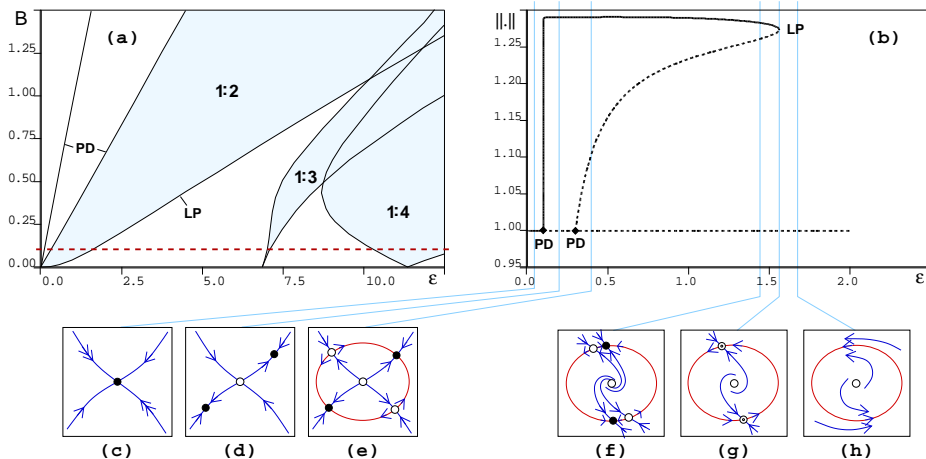 B
(a)
1.25
1.00
0.75
0.50
0.25
0.00
PD
1:2
1:3
1:4
LP
0.0
2.5
5.0
7.5
10.0
ε
||.||
(b)
1.25
1.20
1.15
1.10
1.05
1.00
0.95
LP
PD
PD
0.0
0.5
1.0
1.5
2.0
ε
(c)
(d)
(e)
(f)
(g)
(h)